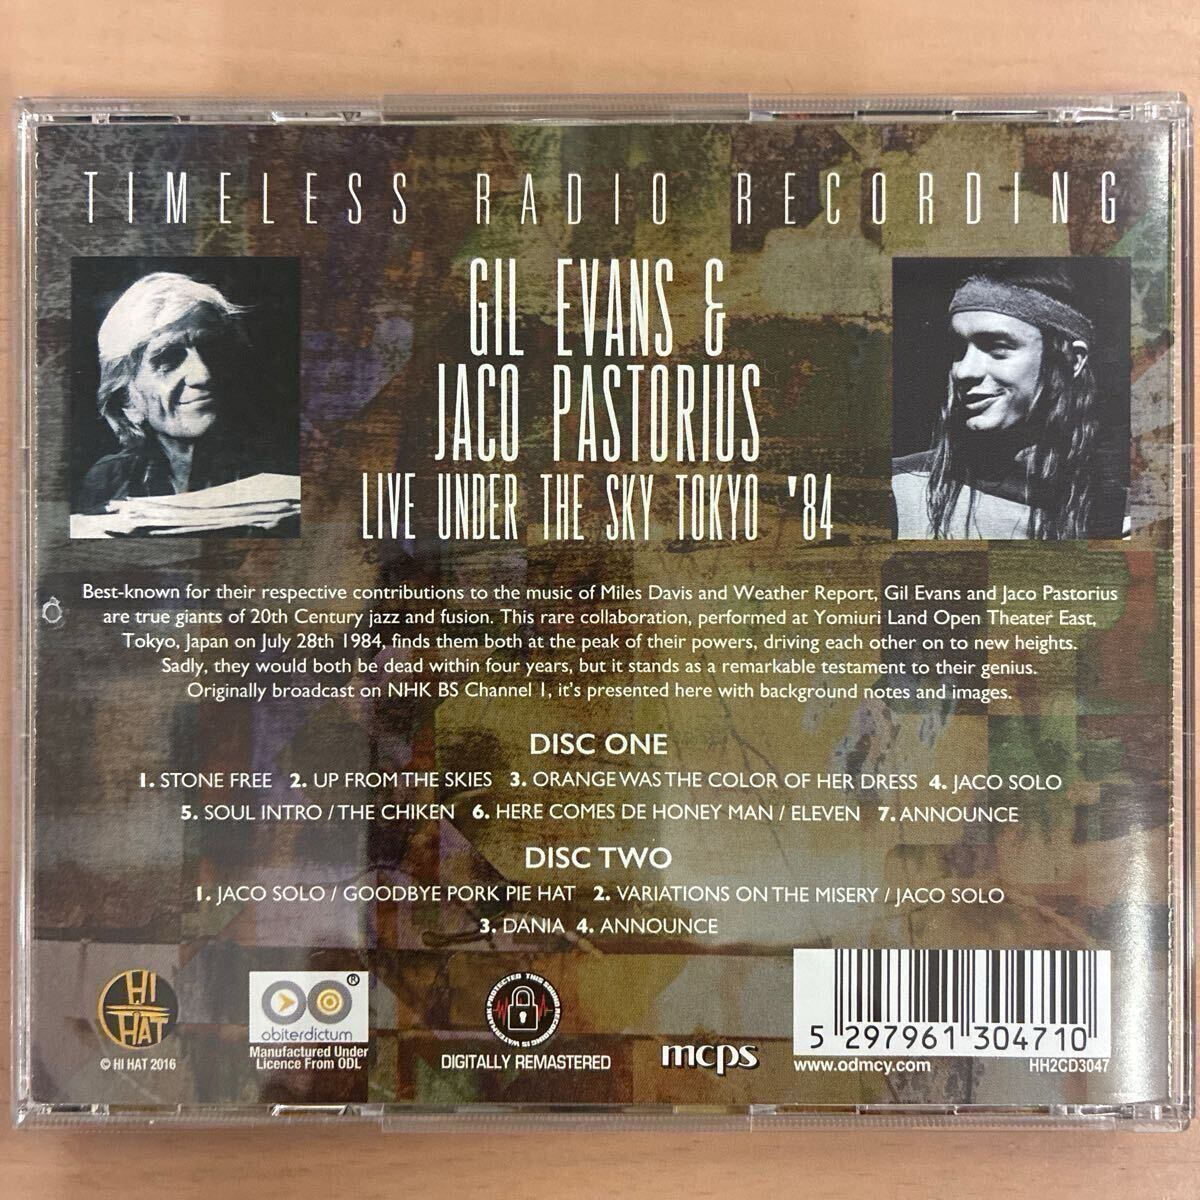 TIMELESS RADIO RECORDING
GIL EVANS &
JACO PASTORIUS
LIVE UNDER THE SKY TOKYO '84
Best-known for their respective contributions to the music of Miles Davis and Weather Report, Gil Evans and Jaco Pastorius
are true giants of 20th Century jazz and fusion. This rare collaboration, performed at Yomiuri Land Open Theater East,
Tokyo, Japan on July 28th 1984, finds them both at the peak of their powers, driving each other on to new heights.
Sadly, they would both be dead within four years, but it stands as a remarkable testament to their genius.
Originally broadcast on NHK BS Channel 1, it's presented here with background notes and images.
DISC ONE
1. STONE FREE 2. UP FROM THE SKIES 3. ORANGE WAS THE COLOR OF HER DRESS 4. JACO SOLO
5. SOUL INTRO / THE CHIKEN 6. HERE COMES DE HONEY MAN / ELEVEN 7. ANNOUNCE
DISC TWO
1. JACO SOLO / GOODBYE PORK PIE HAT 2. VARIATIONS ON THE MISERY / JACO SOLO
3. DANIA 4. ANNOUNCE
HI
HAT
© HI HAT 2016
®
obiterdictum
Manufactured Under
Licence From ODL
PROTECTED THIS SOUND RECORDING IS WATERMARK
DIGITALLY REMASTERED
mcps
5 297961 304710
www.odmcy.com
HH2CD3047